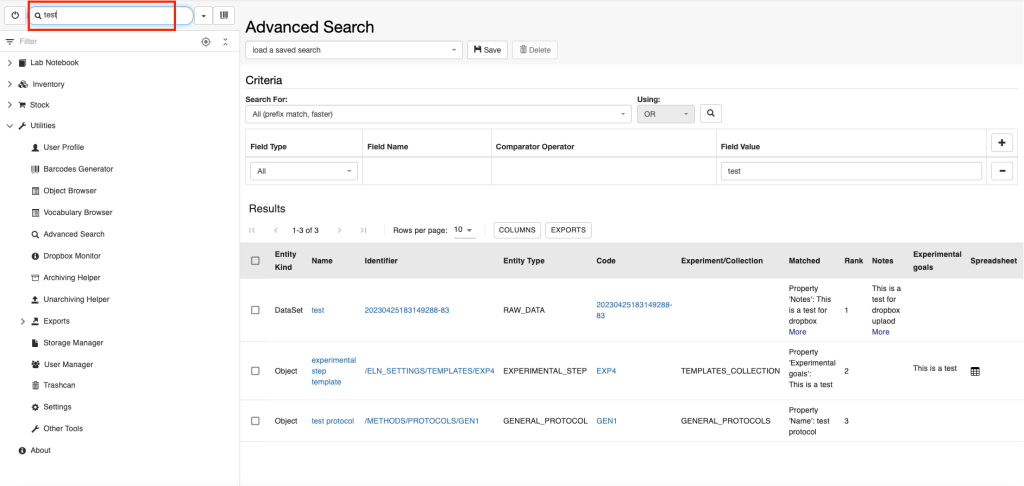 test
Filter
Lab Notebook
Inventory
Stock
Utilities
User Profile
Barcodes Generator
Object Browser
Vocabulary Browser
Advanced Search
Dropbox Monitor
Archiving Helper
Unarchiving Helper
Exports
Storage Manager
User Manager
Trashcan
Settings
Other Tools
About
Advanced Search
load a saved search
Save
Delete
Criteria
Search For:
Using:
All (prefix match, faster)
OR
Field Type
Field Name
Comparator Operator
Field Value
All
test
Results
1-3 of 3
Rows per page: 10
COLUMNS
EXPORTS
Entity
Kind
Name
Identifier
Entity Type
Code
Experiment/Collection
Matched
Rank
Notes
Experimental
goals
Spreadsheet
DataSet
test
20230425183149288-83
RAW_DATA
20230425183149288-
83
Property
'Notes': This
is a test for
dropbox
More
1
This is a
test for
dropbox
uplaod
More
Object
experimental
step
template
/ELN_SETTINGS/TEMPLATES/EXP4
EXPERIMENTAL_STEP
EXP4
TEMPLATES_COLLECTION
Property
'Experimental
goals':
This is a test
2
This is a test
Object
test protocol
/METHODS/PROTOCOLS/GEN1
GENERAL_PROTOCOL
GEN1
GENERAL_PROTOCOLS
Property
'Name': test
protocol
3